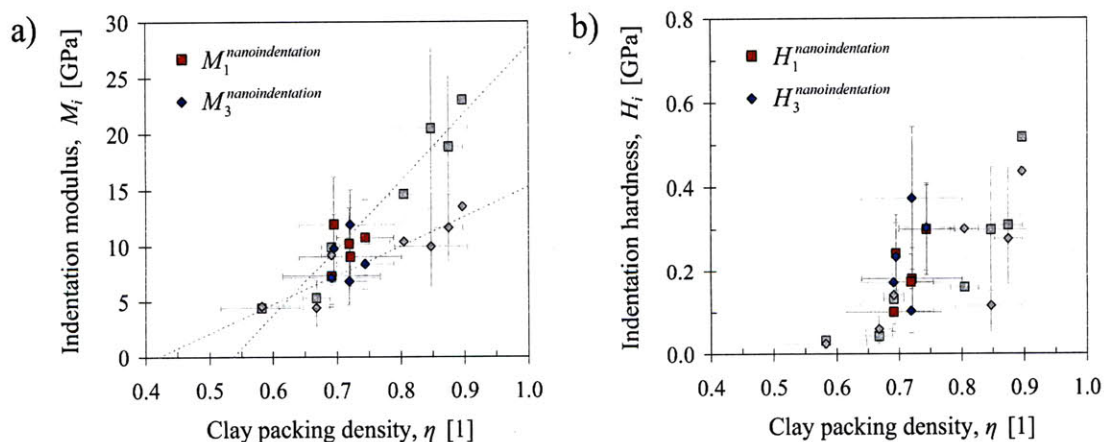 a)
Indentation modulus, M_i [GPa]
30
25
20
15
10
5
0
M_1^nanoindentation
M_3^nanoindentation
0.4 0.5 0.6 0.7 0.8 0.9 1.0
Clay packing density, η [1]
b)
Indentation hardness, H_i [GPa]
0.8
0.6
0.4
0.2
0.0
H_1^nanoindentation
H_3^nanoindentation
0.4 0.5 0.6 0.7 0.8 0.9 1.0
Clay packing density, η [1]